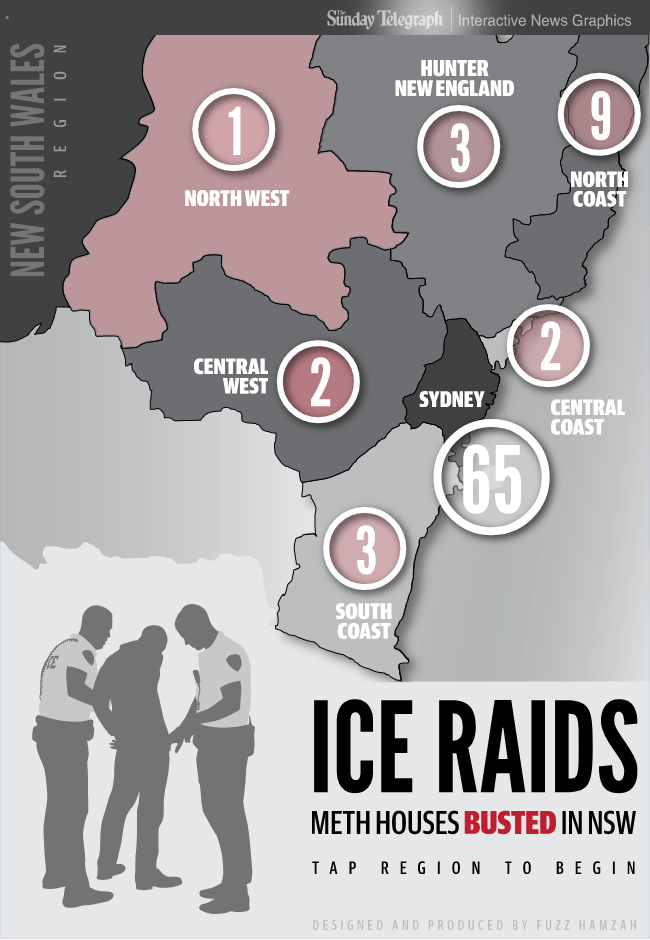 The Sunday Telegraph Interactive News Graphics
NEW SOUTH WALES
REGION
1
NORTH WEST
HUNTER
NEW ENGLAND
3
9
NORTH
COAST
CENTRAL
WEST
2
SYDNEY
65
2
CENTRAL
COAST
3
SOUTH
COAST
ICE RAIDS
METH HOUSES BUSTED IN NSW
TAP REGION TO BEGIN
DESIGNED AND PRODUCED BY FUZZ HAMZAH